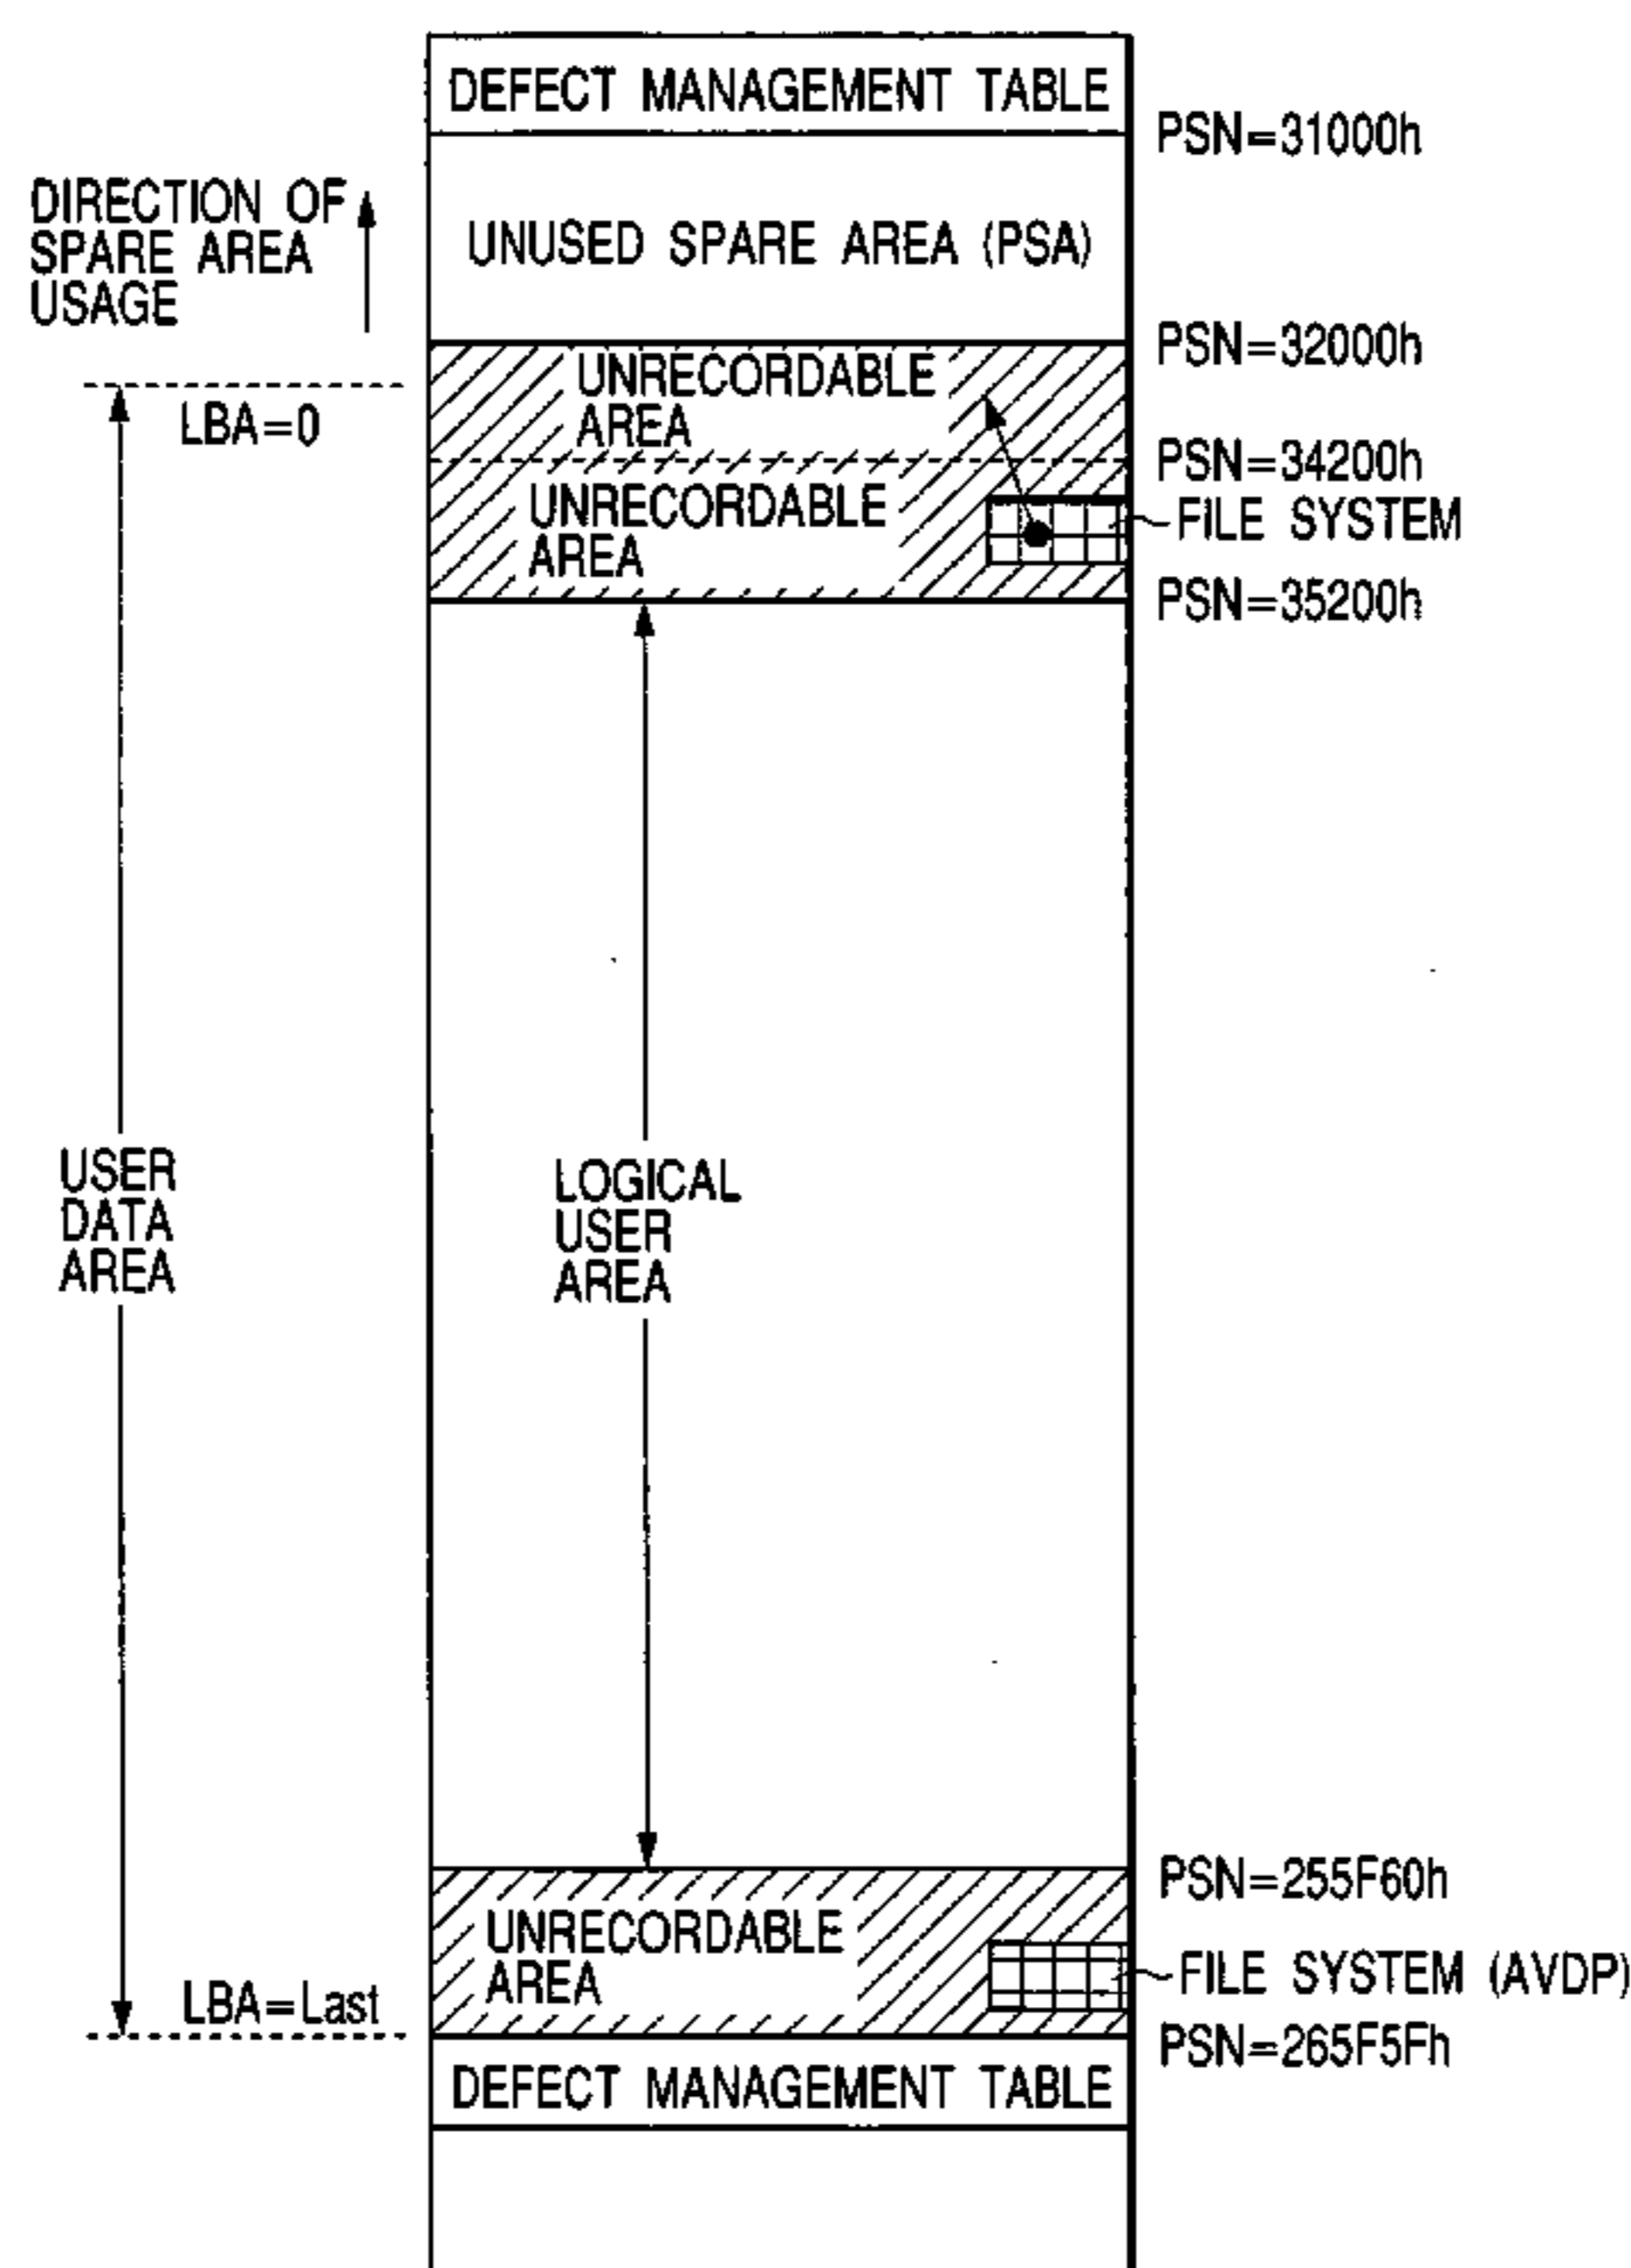 DEFECT MANAGEMENT TABLE
PSN=31000h
DIRECTION OF
SPARE AREA
USAGE
UNUSED SPARE AREA (PSA)
PSN=32000h
UNRECORDABLE
AREA
LBA=0
PSN=34200h
UNRECORDABLE
AREA
FILE SYSTEM
PSN=35200h
USER
DATA
AREA
LOGICAL
USER
AREA
PSN=255F60h
UNRECORDABLE
AREA
FILE SYSTEM (AVDP)
LBA=Last
PSN=265F5Fh
DEFECT MANAGEMENT TABLE